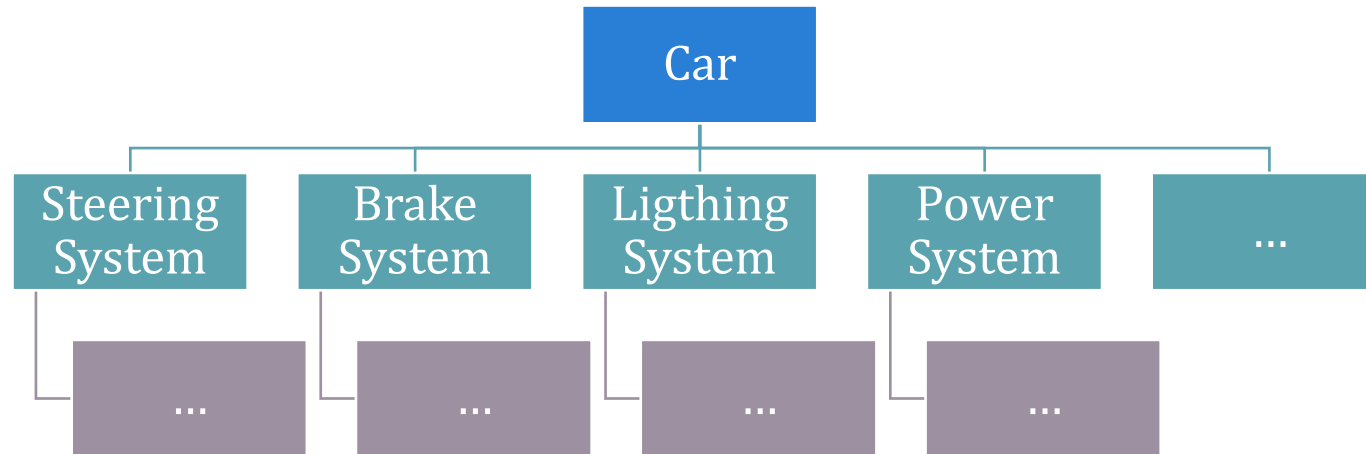 Car
Steering
System
Brake
System
Ligthing
System
Power
System
...
...
...
...
...